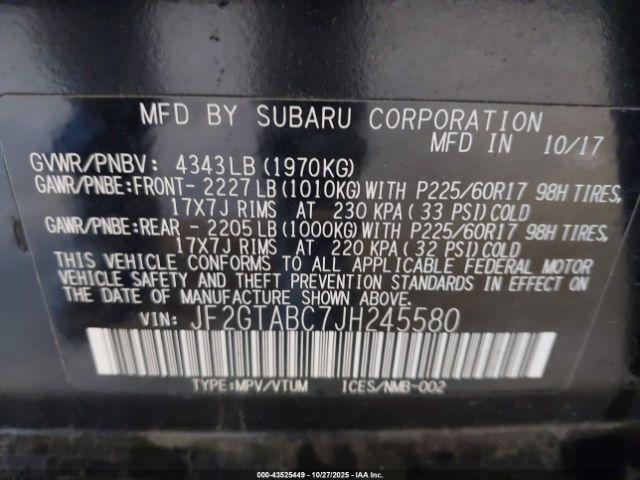 MFD BY SUBARU CORPORATION
MFD IN 10/17
GVWR/PNBV: 4343LB(1970KG)
GAWR/PNBE:FRONT- 2227LB(1010KG)WITH P225/60R17 98H TIRES,
17X7J RIMS AT 230 KPA(33 PSI)COLD
GAWR/PNBE:REAR - 2205LB(1000KG)WITH P225/60R17 98H TIRES,
17X7J RIMS AT 220 KPA(32 PSI)COLD
THIS VEHICLE CONFORMS TO ALL APPLICABLE FEDERAL MOTOR
VEHICLE SAFETY AND THEFT PREVENTION STANDARDS IN EFFECT ON
THE DATE OF MANUFACTURE SHOWN ABOVE.
VIN: JF2GTABC7JH245580
TYPE:MPV/VTUM ICES/NMB-002
000-43525449 - 10/27/2025 - IAA Inc.